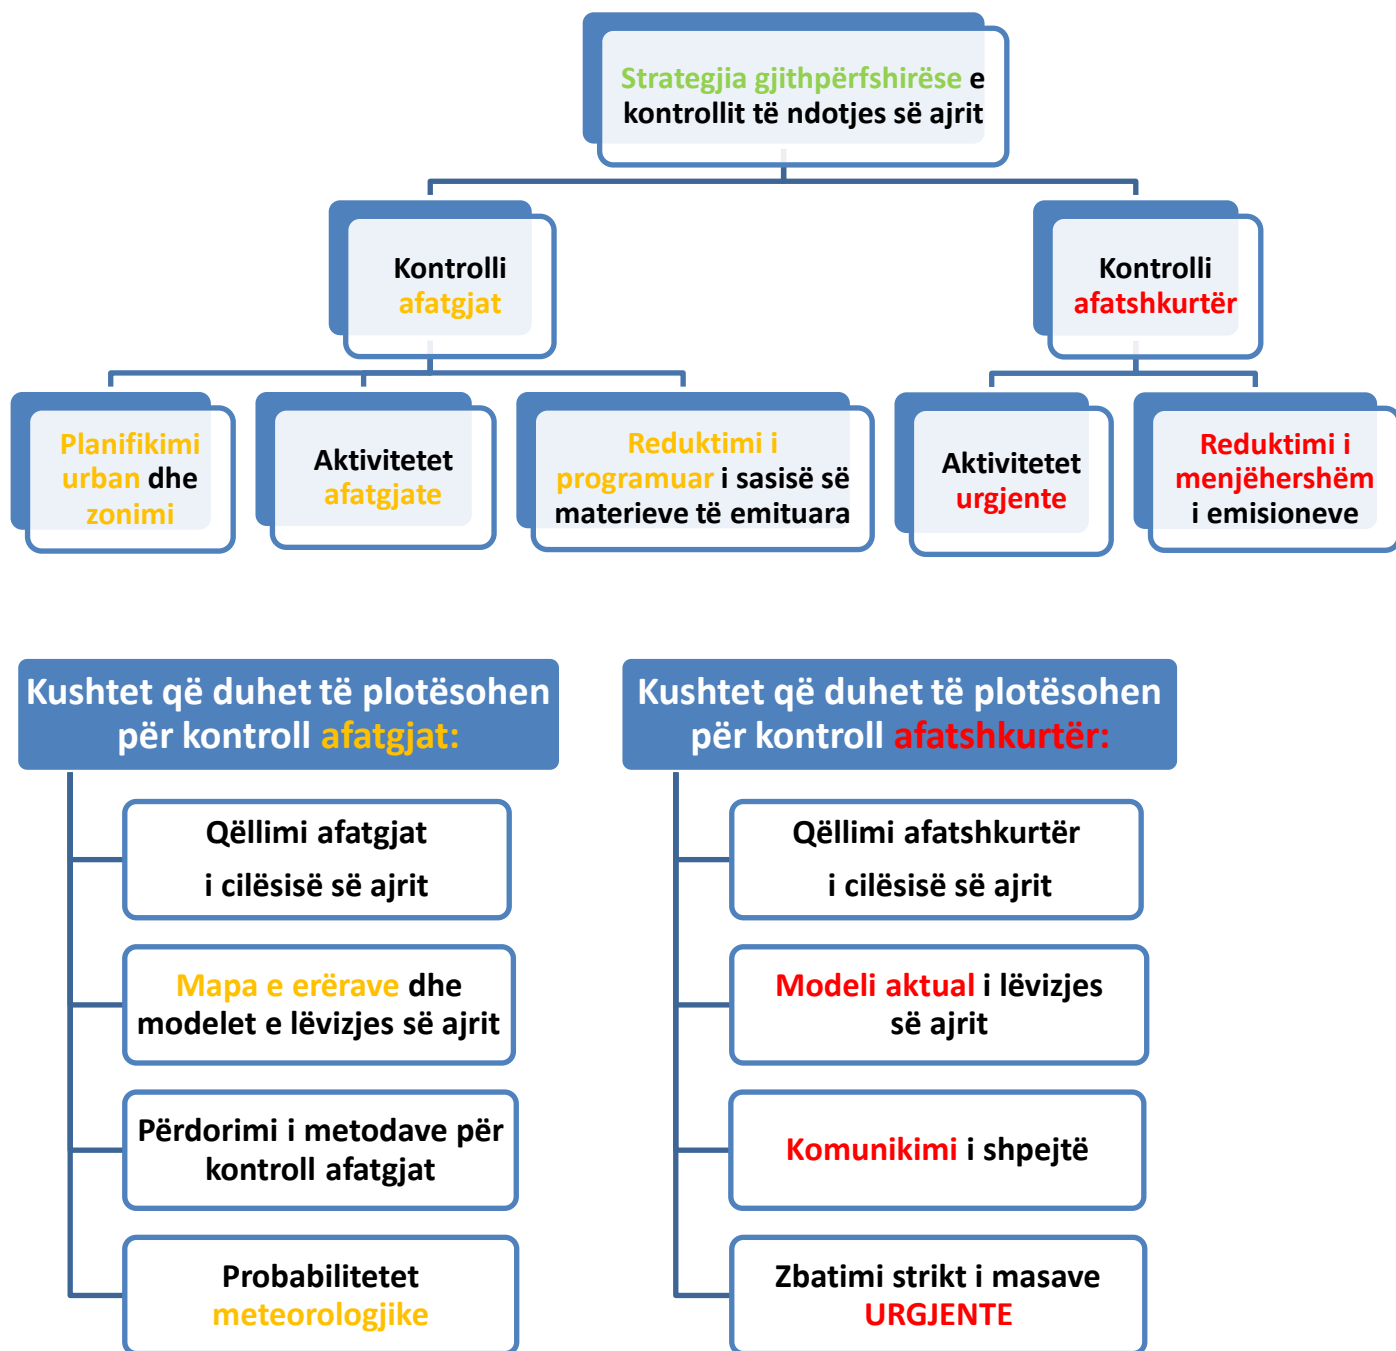 Strategjia gjithpërfshirëse e
kontrollit të ndotjes së ajrit
Kontrolli
afatgjat
Kontrolli
afatshkurtër
Planifikimi
urban dhe
zonimi
Aktivitetet
afatgjate
Reduktimi i
programuar i sasisë së
materieve të emituara
Aktivitetet
urgjente
Reduktimi i
menjëhershëm
i emisioneve
Kushtet që duhet të plotësohen
për kontroll afatgjat:
Qëllimi afatgjat
i cilësisë së ajrit
Mapa e erërave dhe
modelet e lëvizjes së ajrit
Përdorimi i metodave për
kontroll afatgjat
Probabilitetet
meteorologjike
Kushtet që duhet të plotësohen
për kontroll afatshkurtër:
Qëllimi afatshkurtër
i cilësisë së ajrit
Modeli aktual i lëvizjes
së ajrit
Komunikimi i shpejtë
Zbatimi strikt i masave
URGJENTE